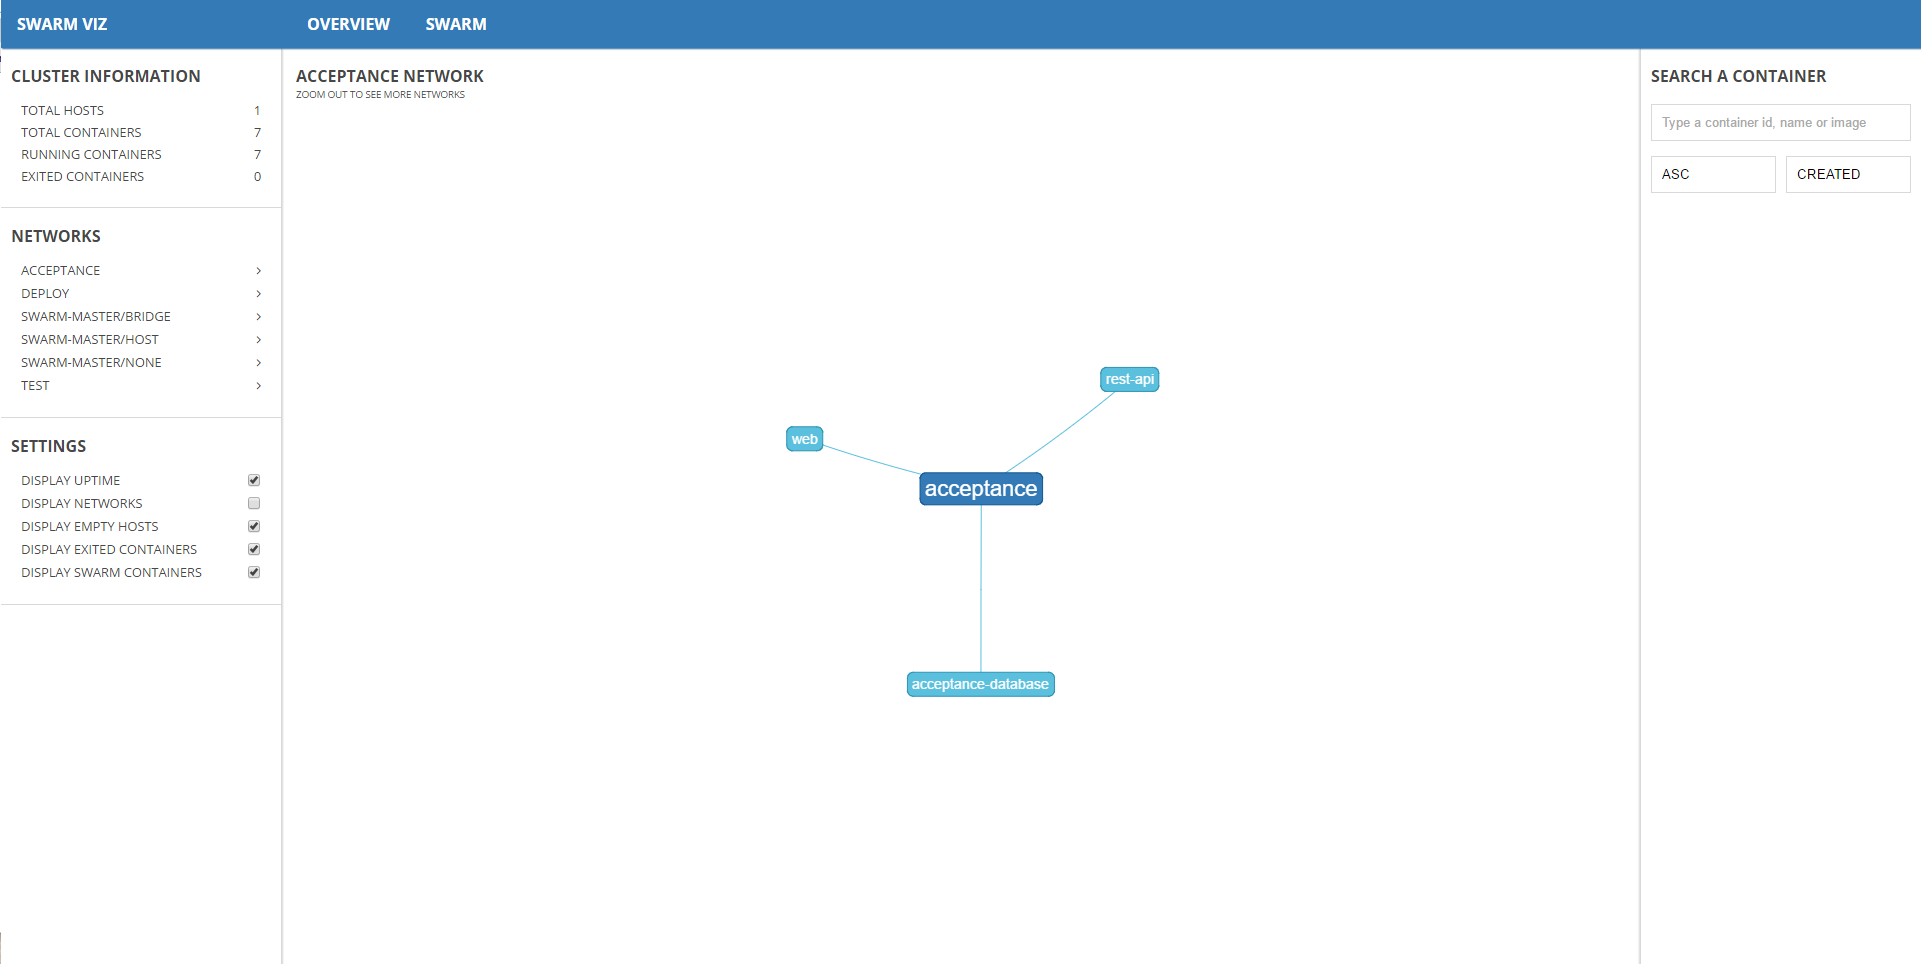 SWARM VIZ
OVERVIEW
SWARM
CLUSTER INFORMATION
TOTAL HOSTS 1
TOTAL CONTAINERS 7
RUNNING CONTAINERS 7
EXITED CONTAINERS 0
NETWORKS
ACCEPTANCE
DEPLOY
SWARM-MASTER/BRIDGE
SWARM-MASTER/HOST
SWARM-MASTER/NONE
TEST
SETTINGS
DISPLAY UPTIME
DISPLAY NETWORKS
DISPLAY EMPTY HOSTS
DISPLAY EXITED CONTAINERS
DISPLAY SWARM CONTAINERS
ACCEPTANCE NETWORK
ZOOM OUT TO SEE MORE NETWORKS
rest-api
web
acceptance
acceptance-database
SEARCH A CONTAINER
Type a container id, name or image
ASC
CREATED